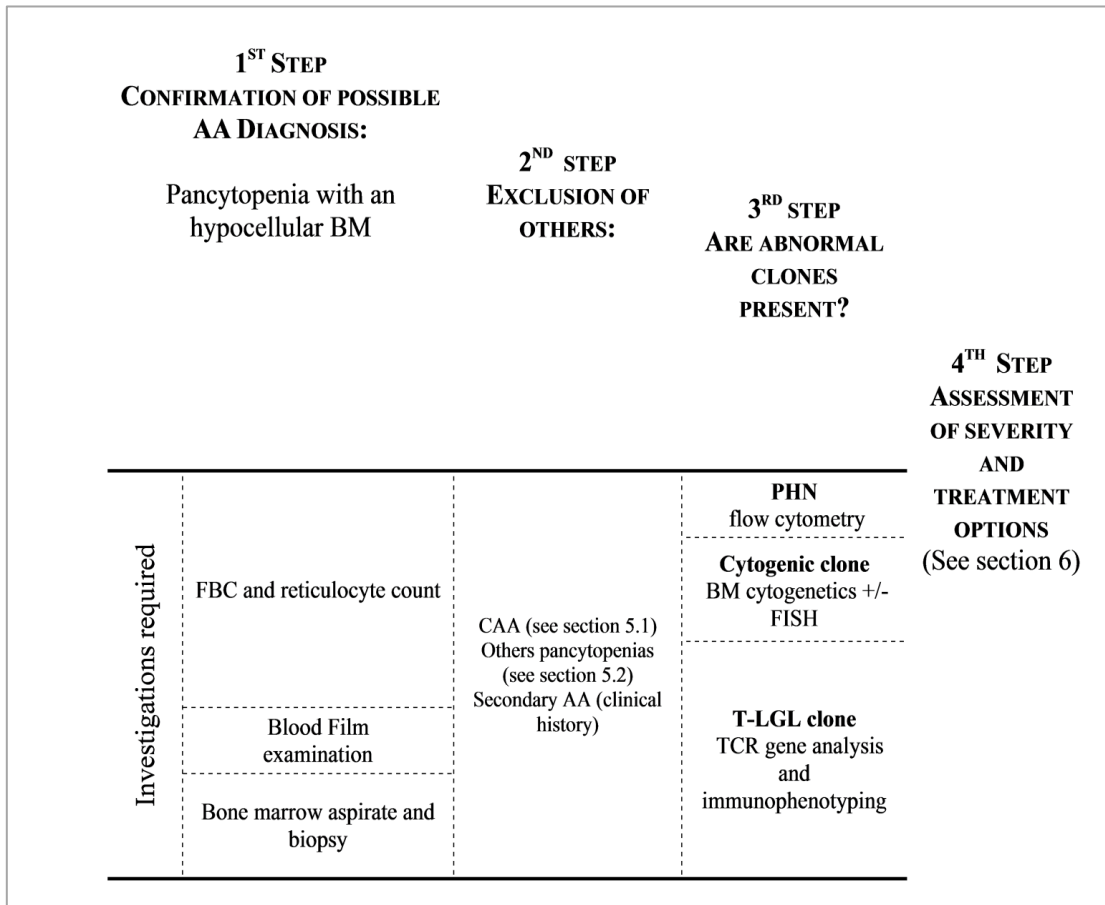 1ST STEP
CONFIRMATION OF POSSIBLE
AA DIAGNOSIS:
Pancytopenia with an
hypocellular BM
2ND STEP
EXCLUSION OF
OTHERS:
3RD STEP
ARE ABNORMAL
CLONES
PRESENT?
4TH STEP
ASSESSMENT
OF SEVERITY
AND
TREATMENT
OPTIONS
(See section 6)
Investigations required
FBC and reticulocyte count
Blood Film
examination
Bone marrow aspirate and
biopsy
CAA (see section 5.1)
Others pancytopenias
(see section 5.2)
Secondary AA (clinical
history)
PHN
flow cytometry
Cytogenic clone
BM cytogenetics +/-
FISH
T-LGL clone
TCR gene analysis
and
immunophenotyping